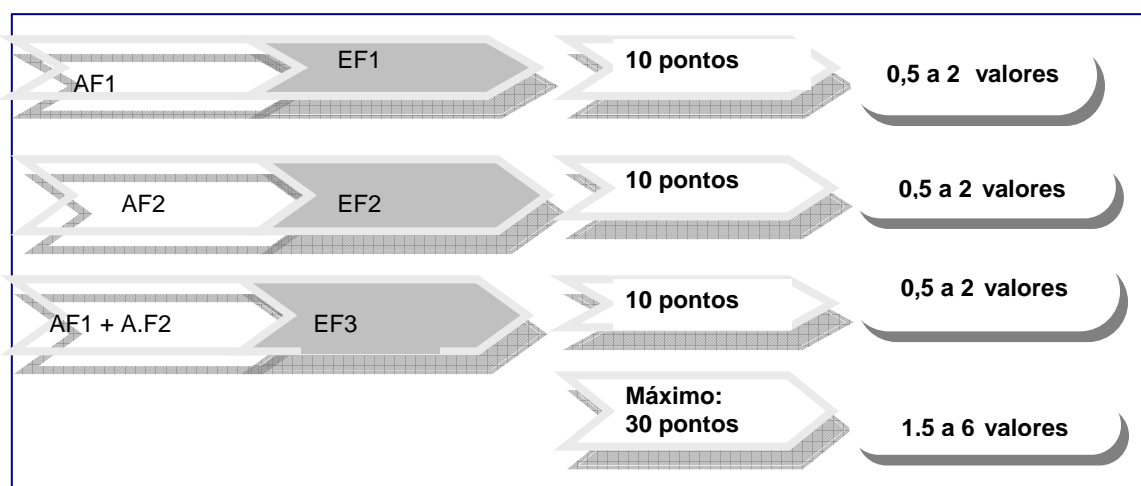 AF1 EF1 10 pontos 0,5 a 2 valores
AF2 EF2 10 pontos 0,5 a 2 valores
AF1 + A.F2 EF3 10 pontos 0,5 a 2 valores
Máximo:
30 pontos 1.5 a 6 valores